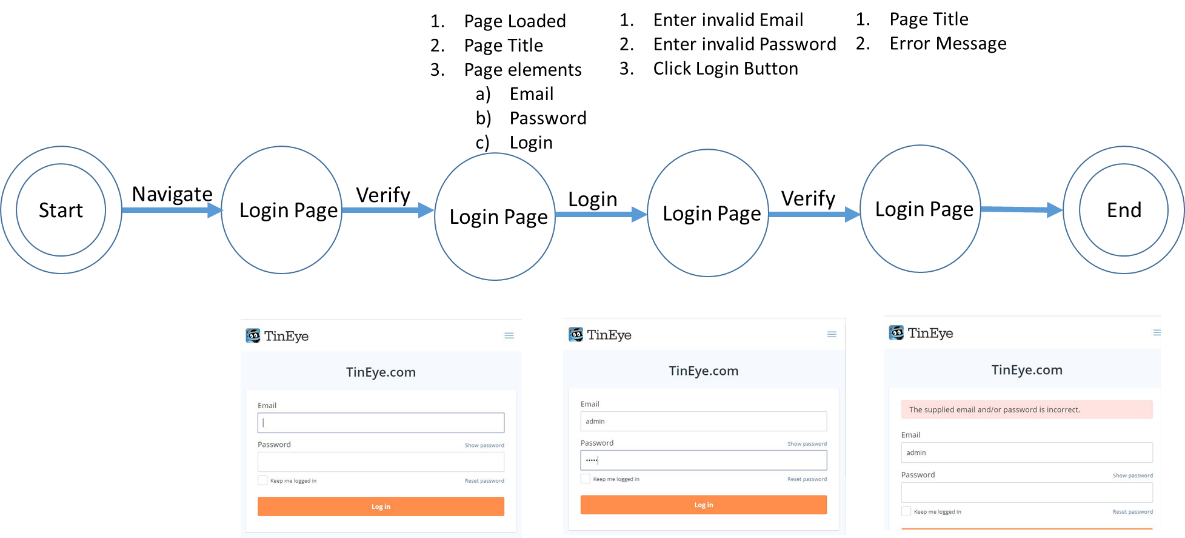 1. Page Loaded
2. Page Title
3. Page elements
a) Email
b) Password
c) Login
1. Enter invalid Email
2. Enter invalid Password
3. Click Login Button
1. Page Title
2. Error Message
Start
Navigate
Login Page
Verify
Login Page
Login
Login Page
Verify
Login Page
End
TinEye
TinEye.com
Email
Password
Show password
Keep me logged in
Reset password
Log in
TinEye
TinEye.com
Email
admin
Password
Show password
•••••
Keep me logged in
Reset password
Log in
TinEye
TinEye.com
The supplied email and/or password is incorrect.
Email
admin
Password
Show password
Keep me logged in
Reset password